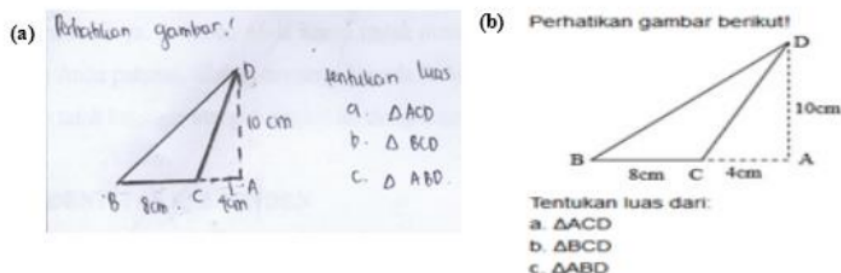 (a)
Perhatikan gambar!
D
10 cm
B
8cm.
C
4cm
A
tentukan luas
a. Δ ACD
b. Δ BCD
c. Δ ABD.
(b)
Perhatikan gambar berikut!
D
10cm
B
8cm
C
4cm
A
Tentukan luas dari:
a. ΔACD
b. ΔBCD
c. ΔABD